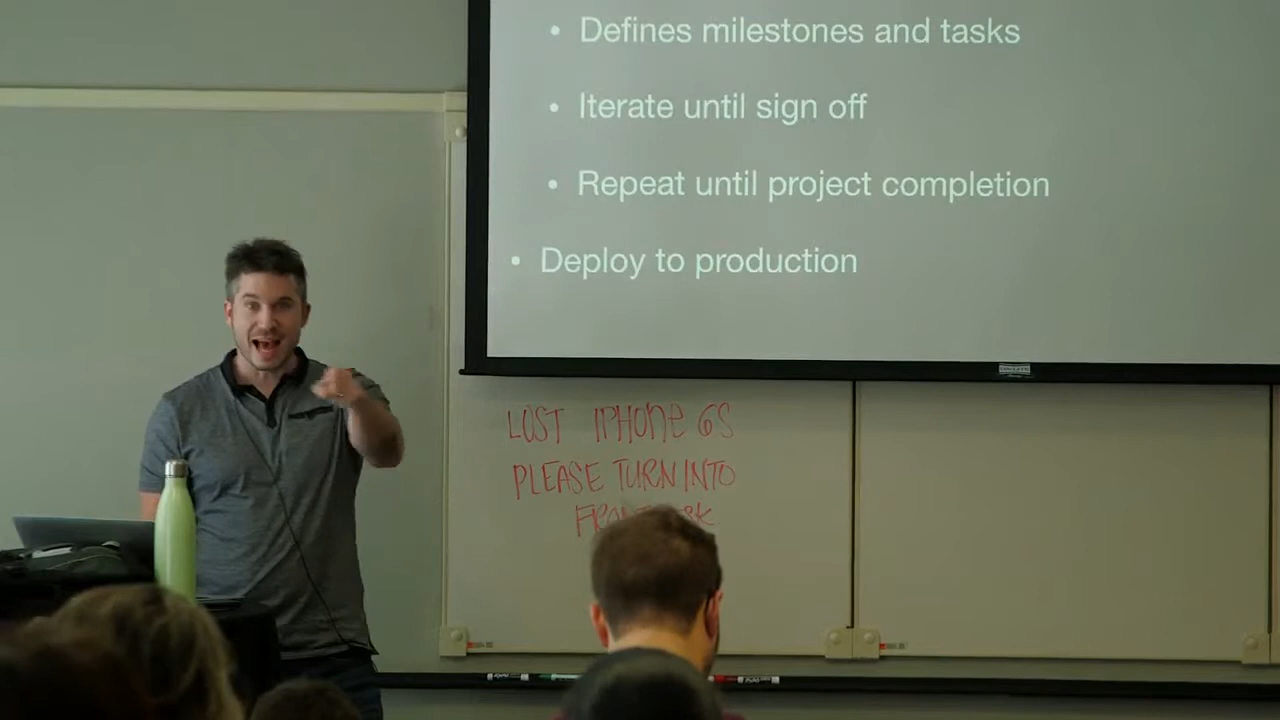 • Defines milestones and tasks
• Iterate until sign off
• Repeat until project completion
• Deploy to production
LOST IPHONE 6S
PLEASE TURN INTO